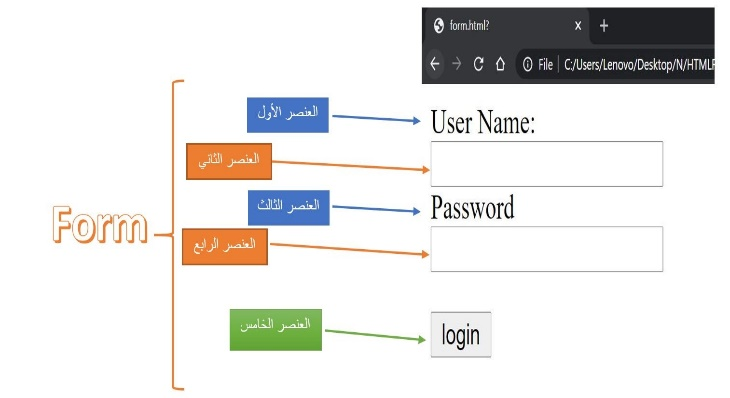 form.html?
File C:/Users/Lenovo/Desktop/N/HTMLF
العنصر الأول
User Name:
العنصر الثاني
العنصر الثالث
Password
Form
العنصر الرابع
العنصر الخامس
login